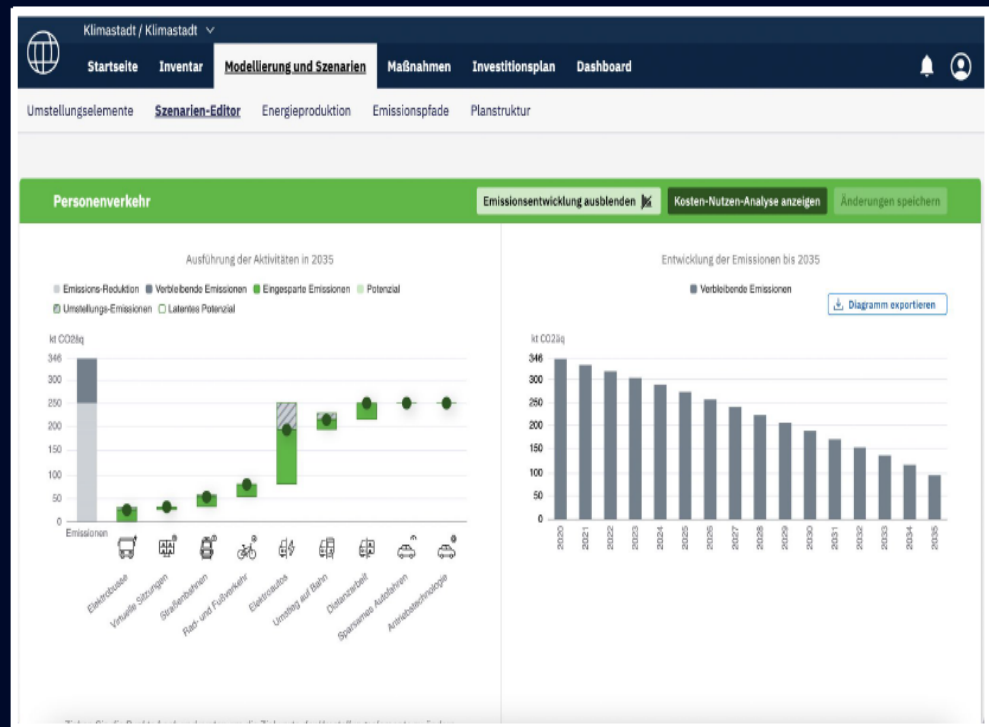 Klimastadt / Klimastadt
Startseite Inventar Modellierung und Szenarien Maßnahmen Investitionsplan Dashboard
Umstellungselemente Szenarien-Editor Energieproduktion Emissionspfade Planstruktur
Personenverkehr
Emissionsentwicklung ausblenden Kosten-Nutzen-Analyse anzeigen Änderungen speichern
Ausführung der Aktivitäten in 2035
Emissions-Reduktion Verbleibende Emissionen Eingesparte Emissionen Potenzial
Umstellungs-Emissionen Latentes Potenzial
kt CO2äq
346
300
250
200
150
100
50
0
Emissionen
Elektrobusse
Virtuelle Sitzungen
Straßenbahnen
Rad- und Fußverkehr
Elektroautos
Umstieg auf Bahn
Distanzarbeit
Sparsames Autofahren
Antriebstechnologie
Entwicklung der Emissionen bis 2035
Verbleibende Emissionen
Diagramm exportieren
kt CO2äq
346
300
250
200
150
100
50
0
2020
2021
2022
2023
2024
2025
2026
2027
2028
2029
2030
2031
2032
2033
2034
2035